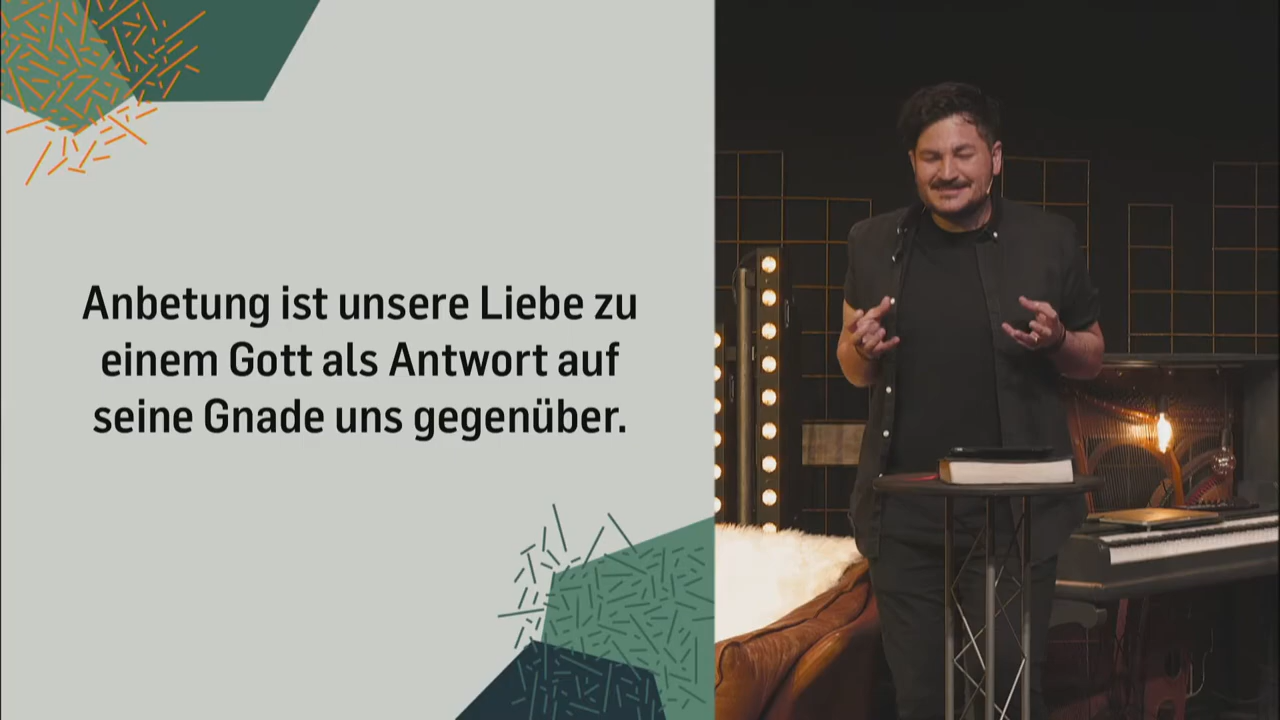 Anbetung ist unsere Liebe zu
einem Gott als Antwort auf
seine Gnade uns gegenüber.